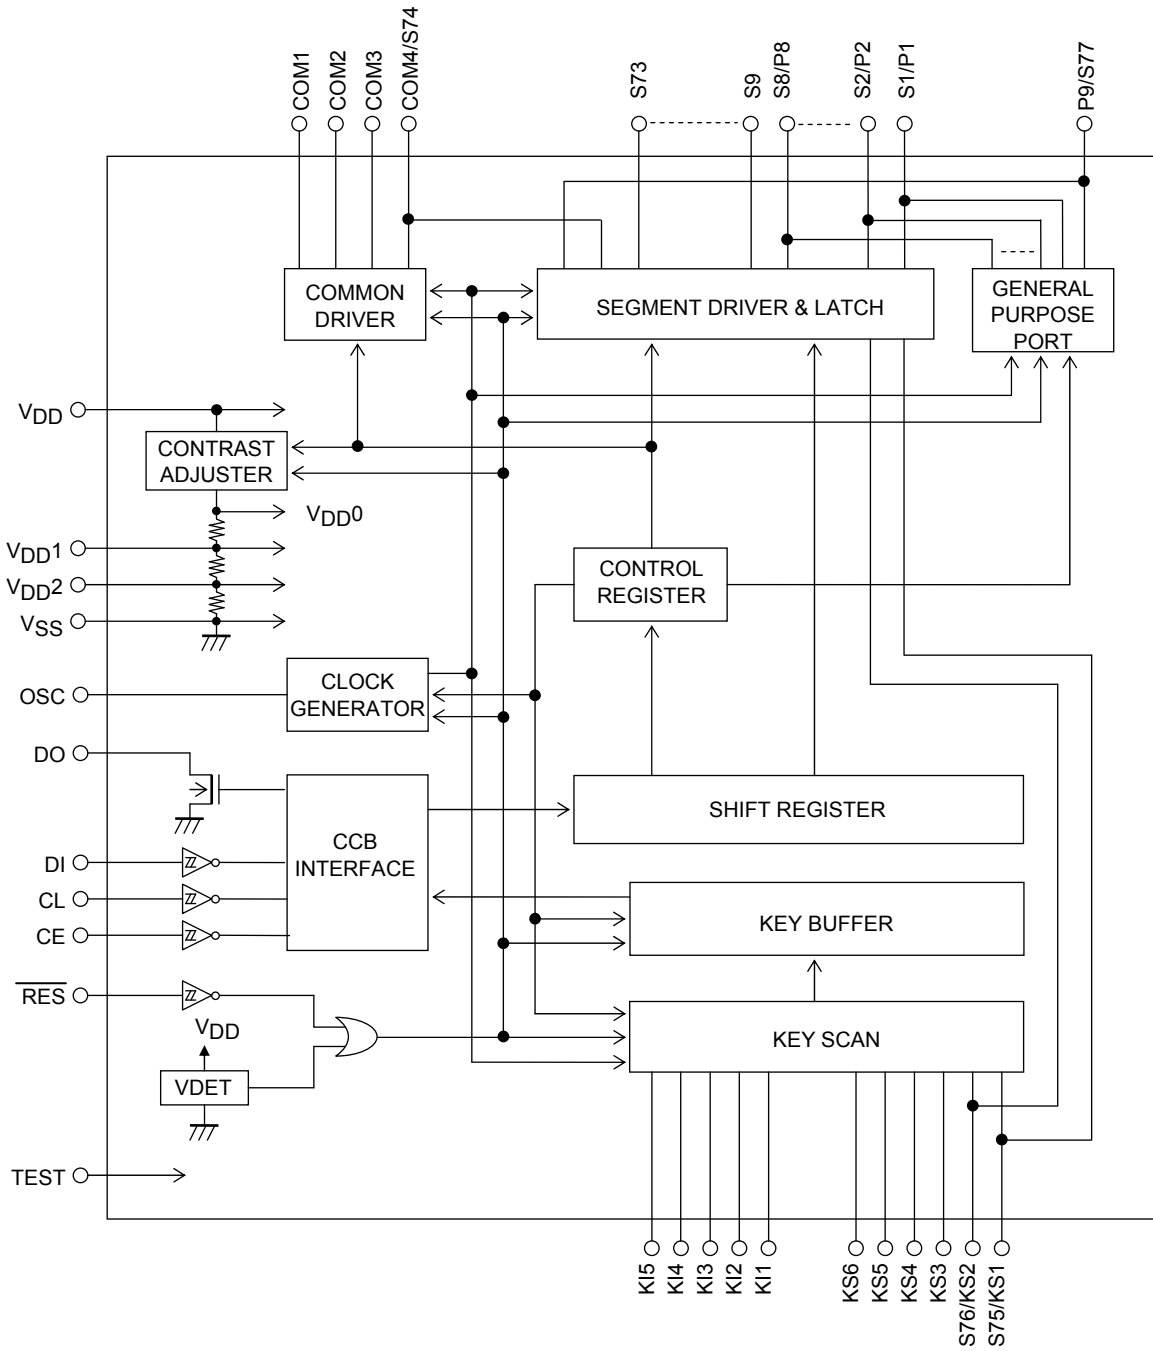 COM1
COM2
COM3
COM4/S74
S73
S9
S8/P8
S2/P2
S1/P1
P9/S77
COMMON
DRIVER
SEGMENT DRIVER & LATCH
GENERAL
PURPOSE
PORT
VDD
CONTRAST
ADJUSTER
VDD0
VDD1
VDD2
VSS
CONTROL
REGISTER
OSC
CLOCK
GENERATOR
DO
SHIFT REGISTER
CCB
INTERFACE
DI
CL
CE
KEY BUFFER
RES
VDD
KEY SCAN
VDET
TEST
KI5
KI4
KI3
KI2
KI1
KS6
KS5
KS4
KS3
S76/KS2
S75/KS1